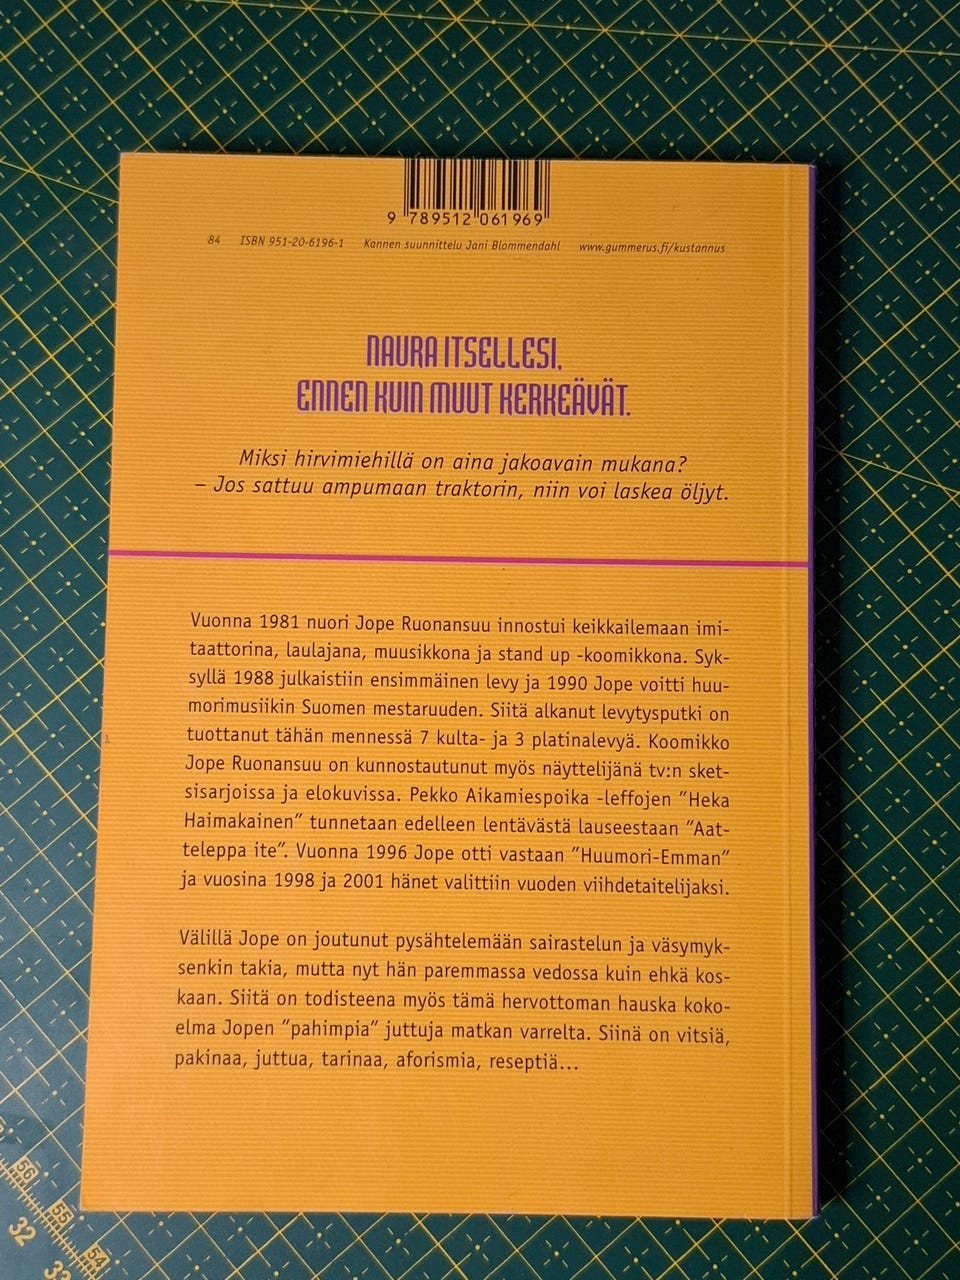 9 789512 061969
84 ISBN 951-20-6196-1 Kannen suunnittelu Jani Blommendahl www.gummerus.fi/kustannus
NAURA ITSELLESI,
ENNEN KUIN MUUT KERKEÄVÄT.
Miksi hirvimiehillä on aina jakoavain mukana?
– Jos sattuu ampumaan traktorin, niin voi laskea öljyt.
Vuonna 1981 nuori Jope Ruonansuu innostui keikkailemaan imi-
taattorina, laulajana, muusikkona ja stand up -koomikkona. Syk-
syllä 1988 julkaistiin ensimmäinen levy ja 1990 Jope voitti huu-
morimusiikin Suomen mestaruuden. Siitä alkanut levytysputki on
tuottanut tähän mennessä 7 kulta- ja 3 platinalevyä. Koomikko
Jope Ruonansuu on kunnostautunut myös näyttelijänä tv:n sket-
sisarjoissa ja elokuvissa. Pekko Aikamiespoika -leffojen ”Heka
Haimakainen” tunnetaan edelleen lentävästä lauseestaan ”Aat-
teleppa ite”. Vuonna 1996 Jope otti vastaan ”Huumori-Emman”
ja vuosina 1998 ja 2001 hänet valittiin vuoden viihdetaitelijaksi.
Välillä Jope on joutunut pysähtelemään sairastelun ja väsymyk-
senkin takia, mutta nyt hän paremmassa vedossa kuin ehkä kos-
kaan. Siitä on todisteena myös tämä hervottoman hauska koko-
elma Jopen ”pahimpia” juttuja matkan varrelta. Siinä on vitsiä,
pakinaa, juttua, tarinaa, aforismia, reseptiä...
56
55
54
32
33